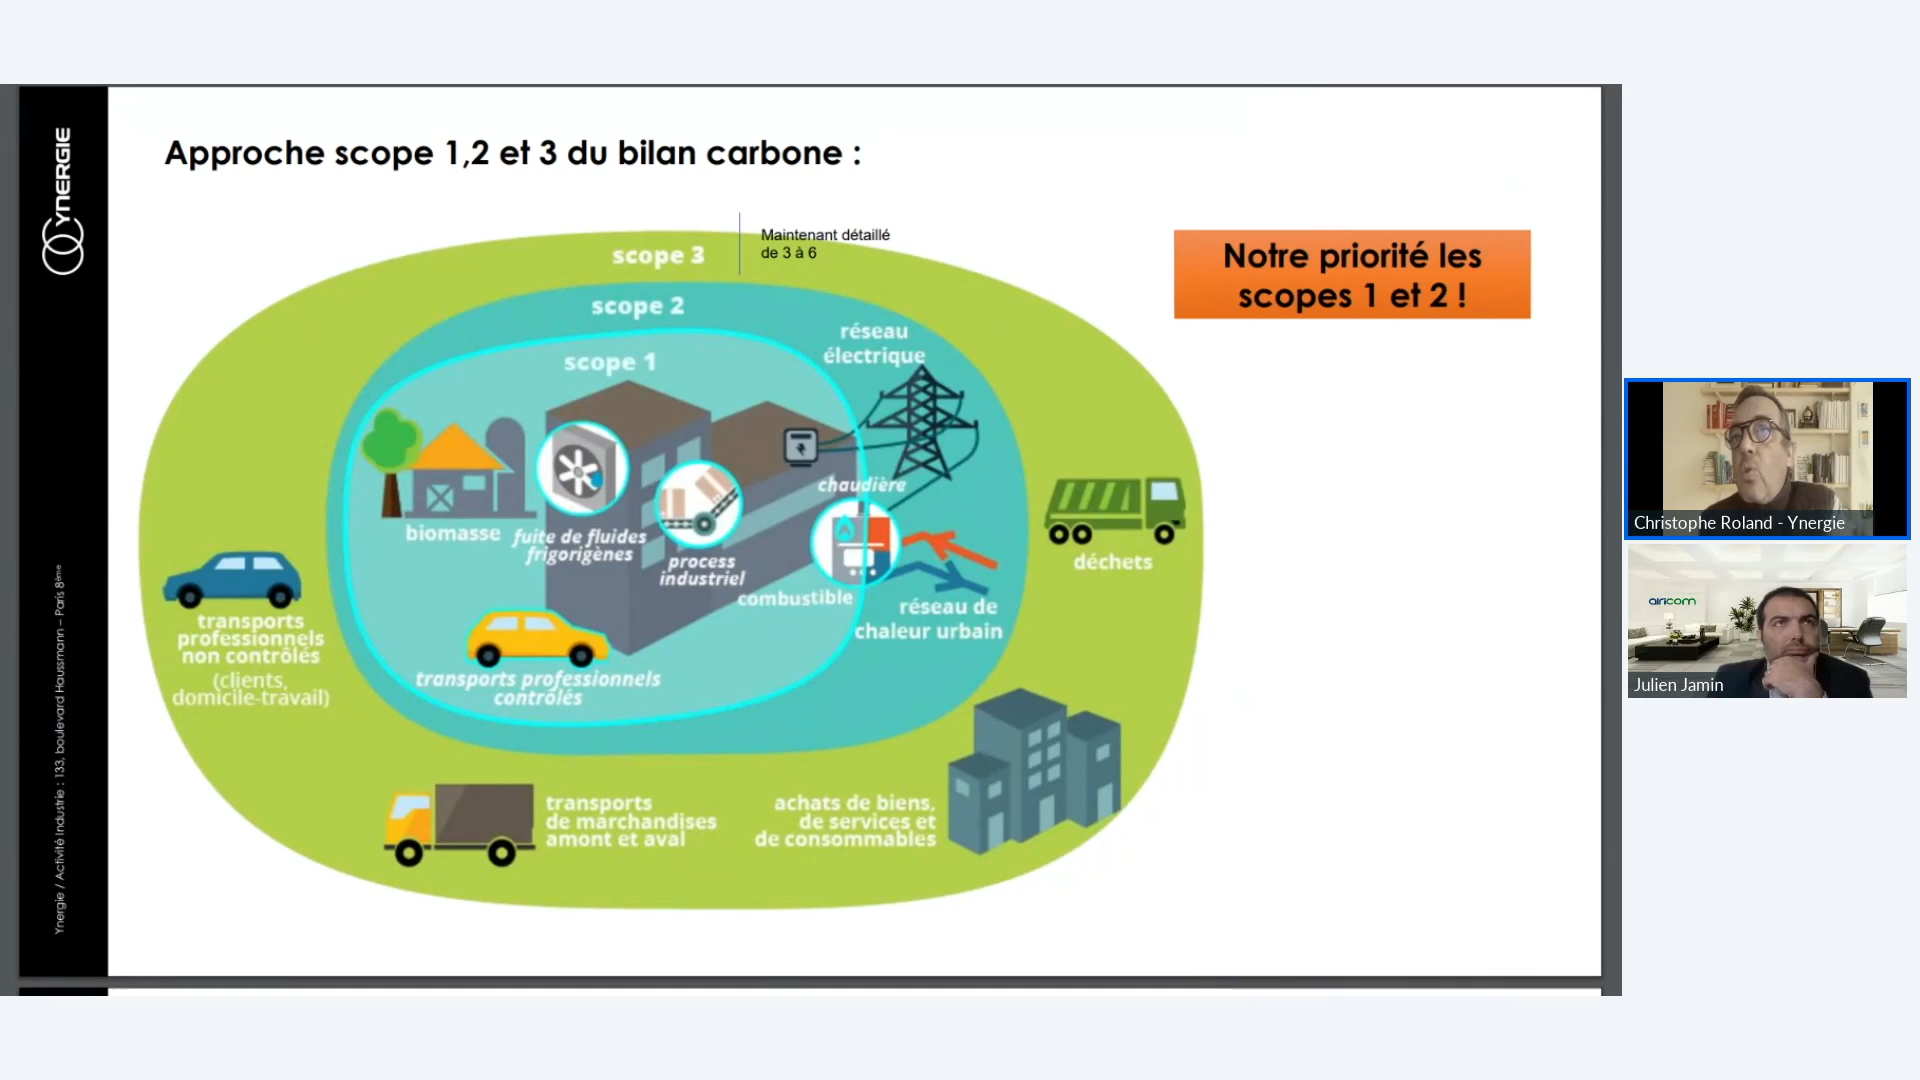 YNERGIE
Ynergie / Activité Industrie : 133, boulevard Haussmann – Paris 8ème
Approche scope 1,2 et 3 du bilan carbone :
Maintenant détaillé
de 3 à 6
Notre priorité les
scopes 1 et 2 !
scope 3
scope 2
scope 1
réseau
électrique
biomasse
fuite de fluides
frigorigènes
process
industriel
chaudière
combustible
réseau de
chaleur urbain
transports professionnels
contrôlés
transports
professionnels
non contrôlés
(clients,
domicile-travail)
déchets
transports
de marchandises
amont et aval
achats de biens,
de services et
de consommables
Christophe Roland - Ynergie
airicom
Julien Jamin